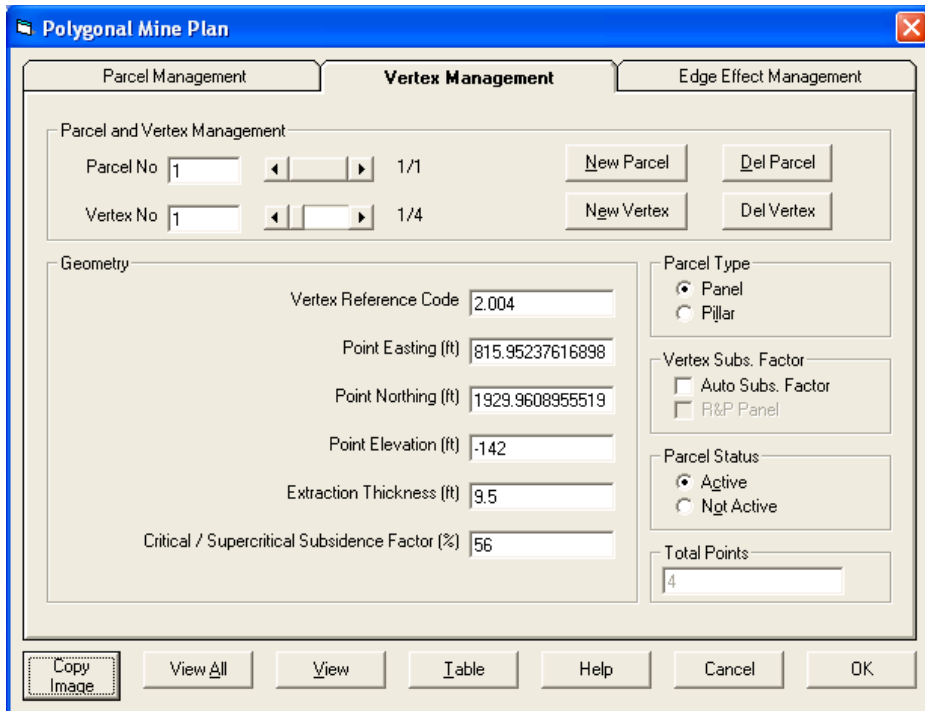 Polygonal Mine Plan
Parcel Management Vertex Management Edge Effect Management
Parcel and Vertex Management
Parcel No 1 1/1 New Parcel Del Parcel
Vertex No 1 1/4 New Vertex Del Vertex
Geometry
Vertex Reference Code 2.004
Point Easting (ft) 815.95237616898
Point Northing (ft) 1929.9608955519
Point Elevation (ft) -142
Extraction Thickness (ft) 9.5
Critical / Supercritical Subsidence Factor (%) 56
Parcel Type
Panel
Pillar
Vertex Subs. Factor
Auto Subs. Factor
R&P Panel
Parcel Status
Active
Not Active
Total Points
4
Copy Image View All View Table Help Cancel OK